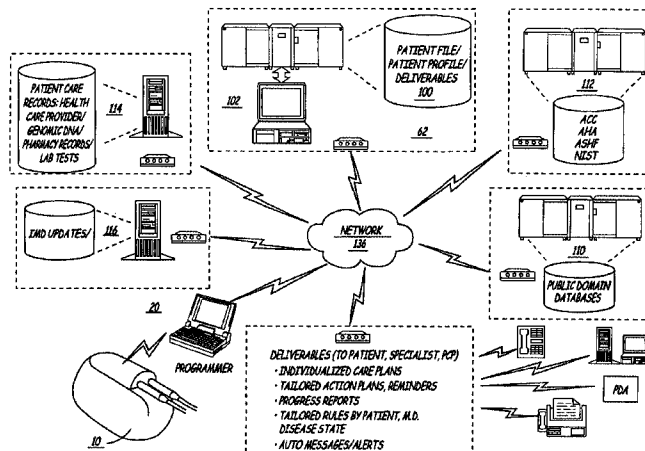 PATIENT CARE
RECORDS: HEALTH
CARE PROVIDER/
GENOMIC DNA/
PHARMACY RECORDS/
LAB TESTS
114
102
PATIENT FILE/
PATIENT PROFILE/
DELIVERABLES
100
62
112
ACC
AHA
ASHF
NIST
IMD UPDATES/
116
NETWORK
136
110
PUBLIC DOMAIN
DATABASES
20
PROGRAMMER
10
DELIVERABLES (TO PATIENT, SPECIALIST, PCP)
• INDIVIDUALIZED CARE PLANS
• TAILORED ACTION PLANS, REMINDERS
• PROGRESS REPORTS
• TAILORED RULES BY PATIENT, M.D.
DISEASE STATE
• AUTO MESSAGES/ALERTS
PDA